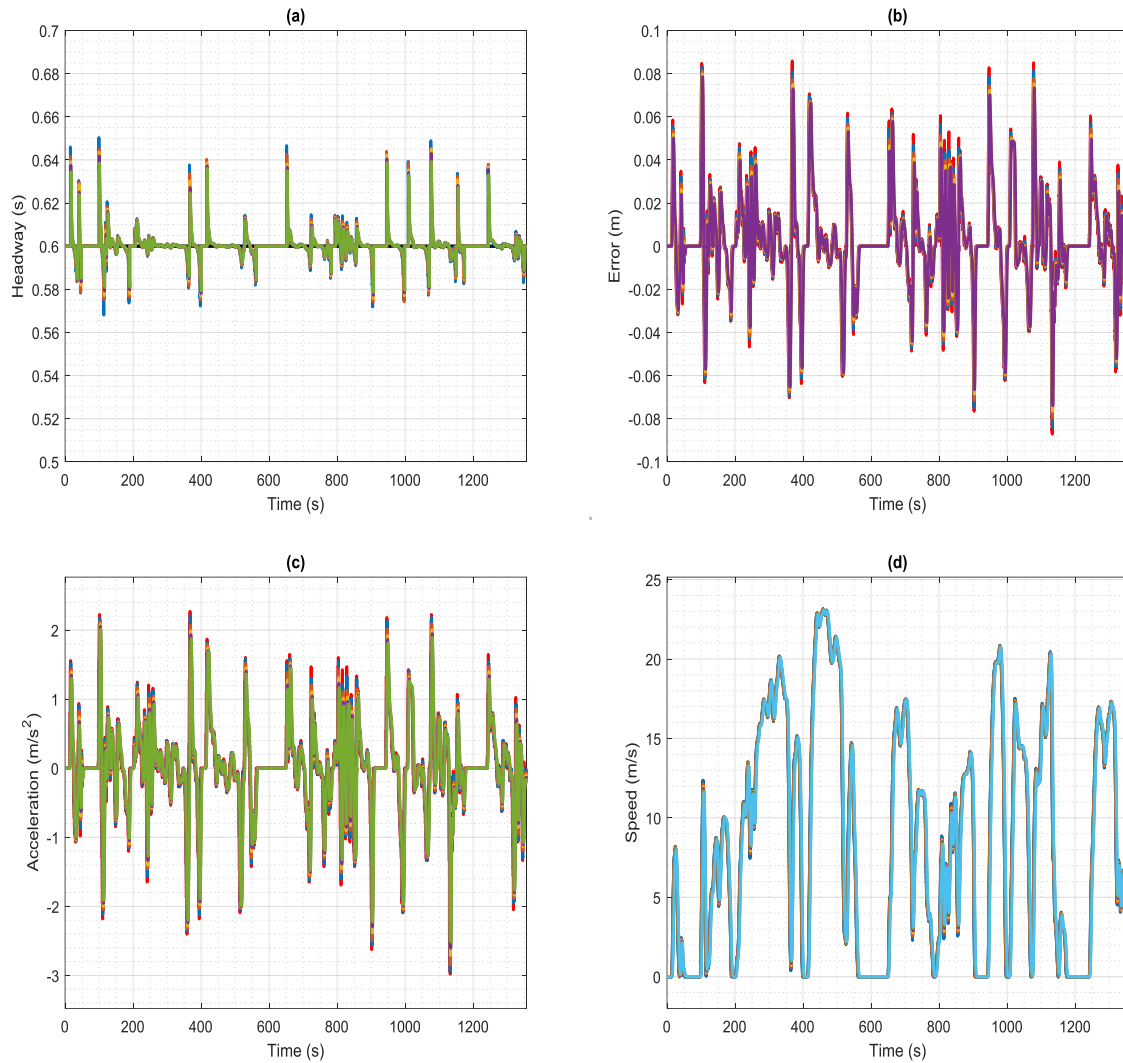 (a)
Headway (s)
0.7
0.68
0.66
0.64
0.62
0.6
0.58
0.56
0.54
0.52
0.5
0 200 400 600 800 1000 1200
Time (s)
(b)
Error (m)
0.1
0.08
0.06
0.04
0.02
0
-0.02
-0.04
-0.06
-0.08
-0.1
0 200 400 600 800 1000 1200
Time (s)
(c)
Acceleration (m/s²)
2
1
0
-1
-2
-3
0 200 400 600 800 1000 1200
Time (s)
(d)
Speed (m/s)
25
20
15
10
5
0
0 200 400 600 800 1000 1200
Time (s)